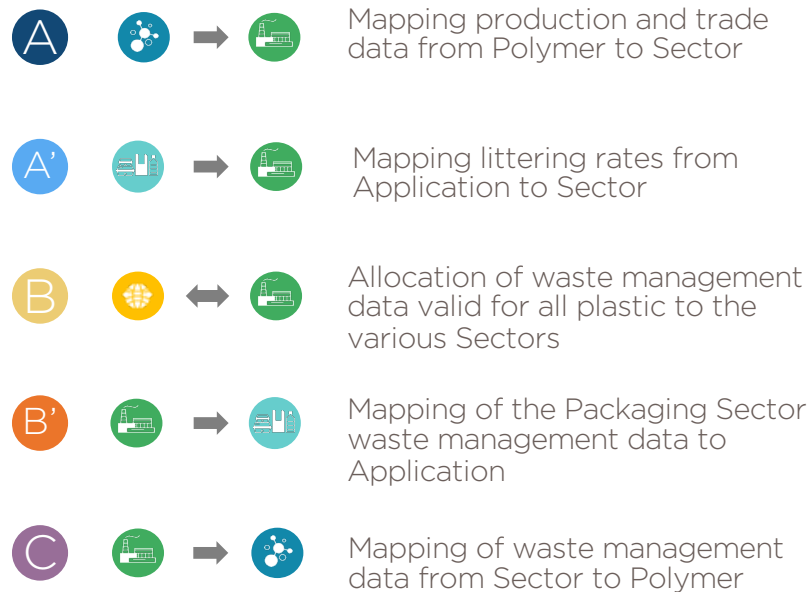 A
Mapping production and trade
data from Polymer to Sector
A'
Mapping littering rates from
Application to Sector
B
Allocation of waste management
data valid for all plastic to the
various Sectors
B'
Mapping of the Packaging Sector
waste management data to
Application
C
Mapping of waste management
data from Sector to Polymer